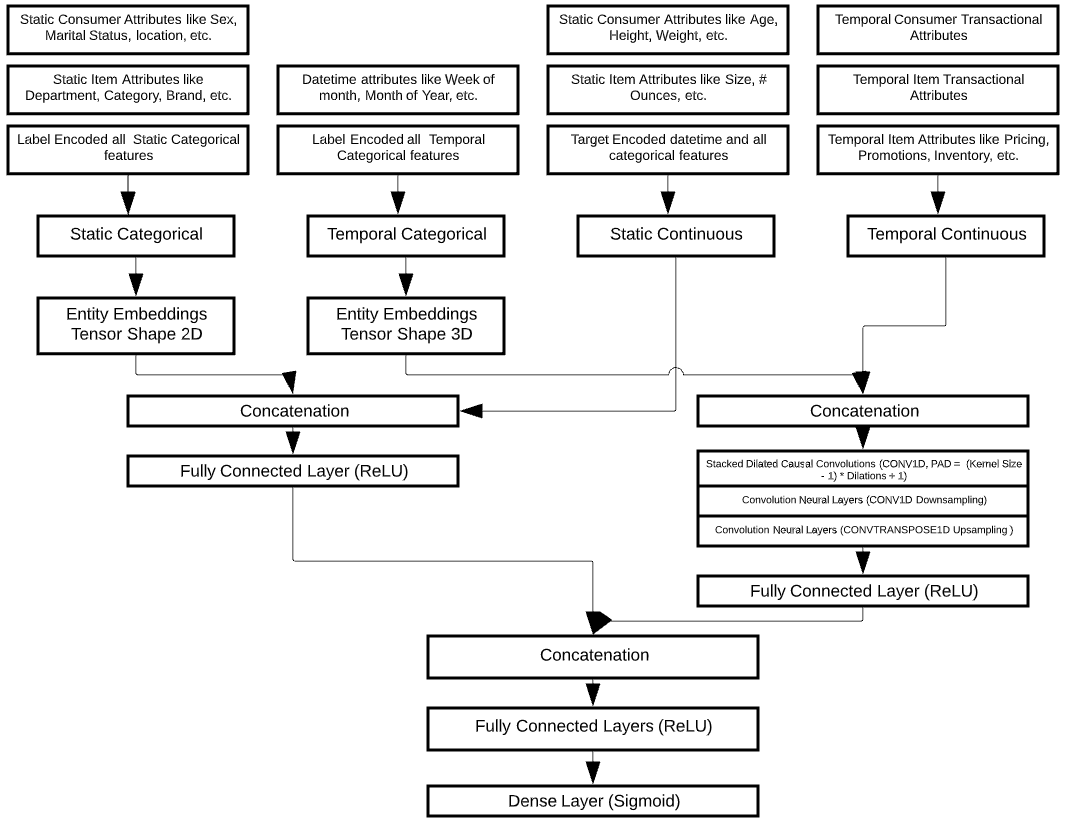 Static Consumer Attributes like Sex,
Marital Status, location, etc.
Static Item Attributes like
Department, Category, Brand, etc.
Label Encoded all Static Categorical
features
Datetime attributes like Week of
month, Month of Year, etc.
Label Encoded all Temporal
Categorical features
Static Consumer Attributes like Age,
Height, Weight, etc.
Static Item Attributes like Size, #
Ounces, etc.
Target Encoded datetime and all
categorical features
Temporal Consumer Transactional
Attributes
Temporal Item Transactional
Attributes
Temporal Item Attributes like Pricing,
Promotions, Inventory, etc.
Static Categorical
Temporal Categorical
Static Continuous
Temporal Continuous
Entity Embeddings
Tensor Shape 2D
Entity Embeddings
Tensor Shape 3D
Concatenation
Fully Connected Layer (ReLU)
Concatenation
Stacked Dilated Causal Convolutions (CONV1D, PAD = (Kernel Size
- 1) * Dilations + 1)
Convolution Neural Layers (CONV1D Downsampling)
Convolution Neural Layers (CONVTRANSPOSE1D Upsampling )
Fully Connected Layer (ReLU)
Concatenation
Fully Connected Layers (ReLU)
Dense Layer (Sigmoid)